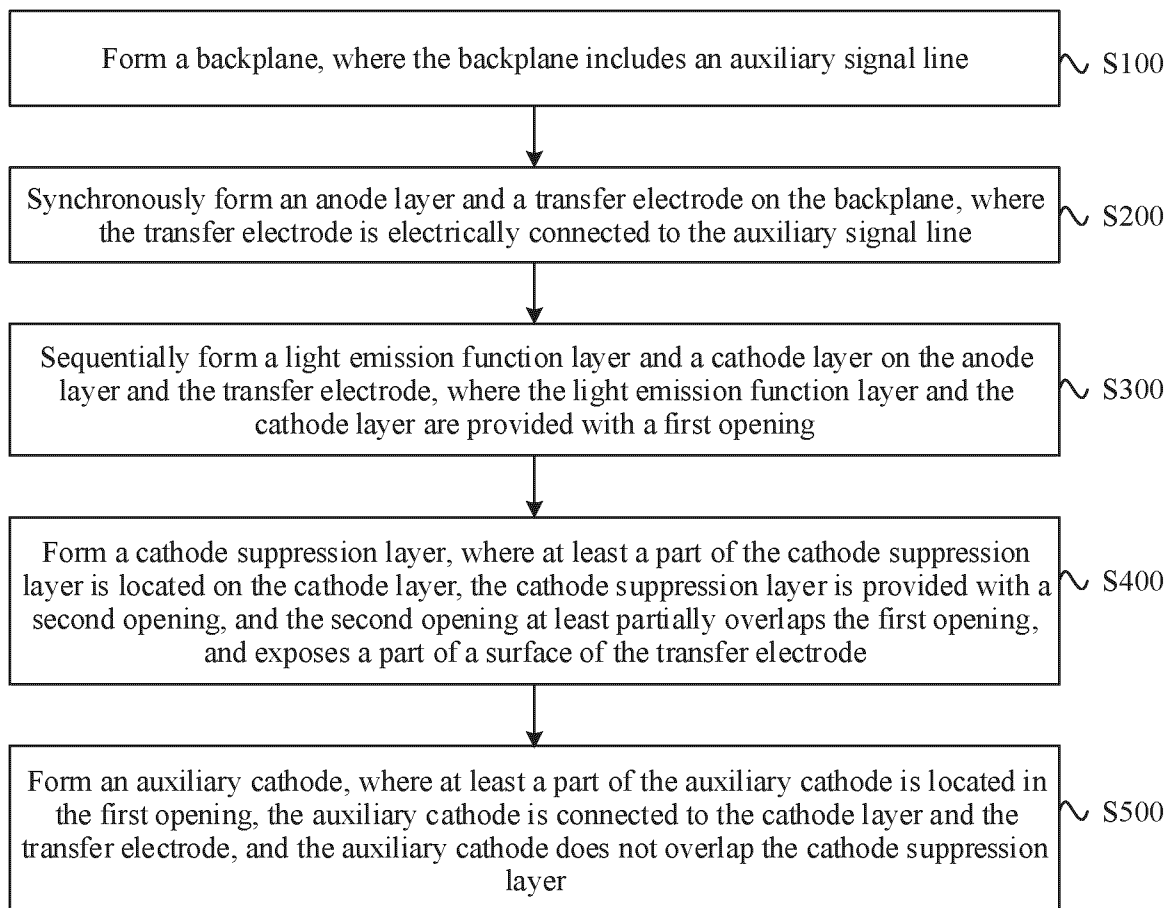 Form a backplane, where the backplane includes an auxiliary signal line
S100
Synchronously form an anode layer and a transfer electrode on the backplane, where
the transfer electrode is electrically connected to the auxiliary signal line
S200
Sequentially form a light emission function layer and a cathode layer on the anode
layer and the transfer electrode, where the light emission function layer and the
cathode layer are provided with a first opening
S300
Form a cathode suppression layer, where at least a part of the cathode suppression
layer is located on the cathode layer, the cathode suppression layer is provided with a
second opening, and the second opening at least partially overlaps the first opening,
and exposes a part of a surface of the transfer electrode
S400
Form an auxiliary cathode, where at least a part of the auxiliary cathode is located in
the first opening, the auxiliary cathode is connected to the cathode layer and the
transfer electrode, and the auxiliary cathode does not overlap the cathode suppression
layer
S500